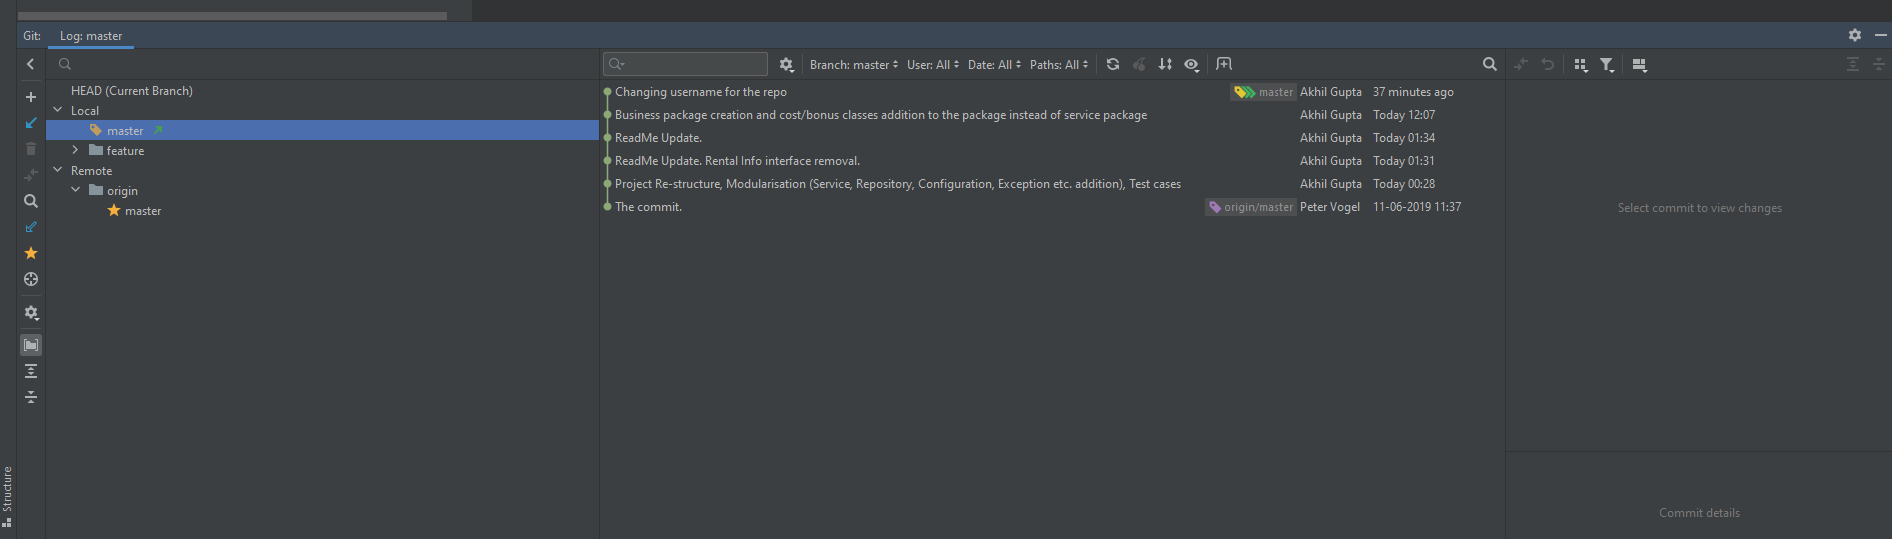 Git: Log: master
HEAD (Current Branch)
Local
master
feature
Remote
origin
master
Branch: master User: All Date: All Paths: All
Changing username for the repo master Akhil Gupta 37 minutes ago
Business package creation and cost/bonus classes addition to the package instead of service package Akhil Gupta Today 12:07
ReadMe Update. Akhil Gupta Today 01:34
ReadMe Update. Rental Info interface removal. Akhil Gupta Today 01:31
Project Re-structure, Modularisation (Service, Repository, Configuration, Exception etc. addition), Test cases Akhil Gupta Today 00:28
The commit. origin/master Peter Vogel 11-06-2019 11:37
Select commit to view changes
Commit details
Structure